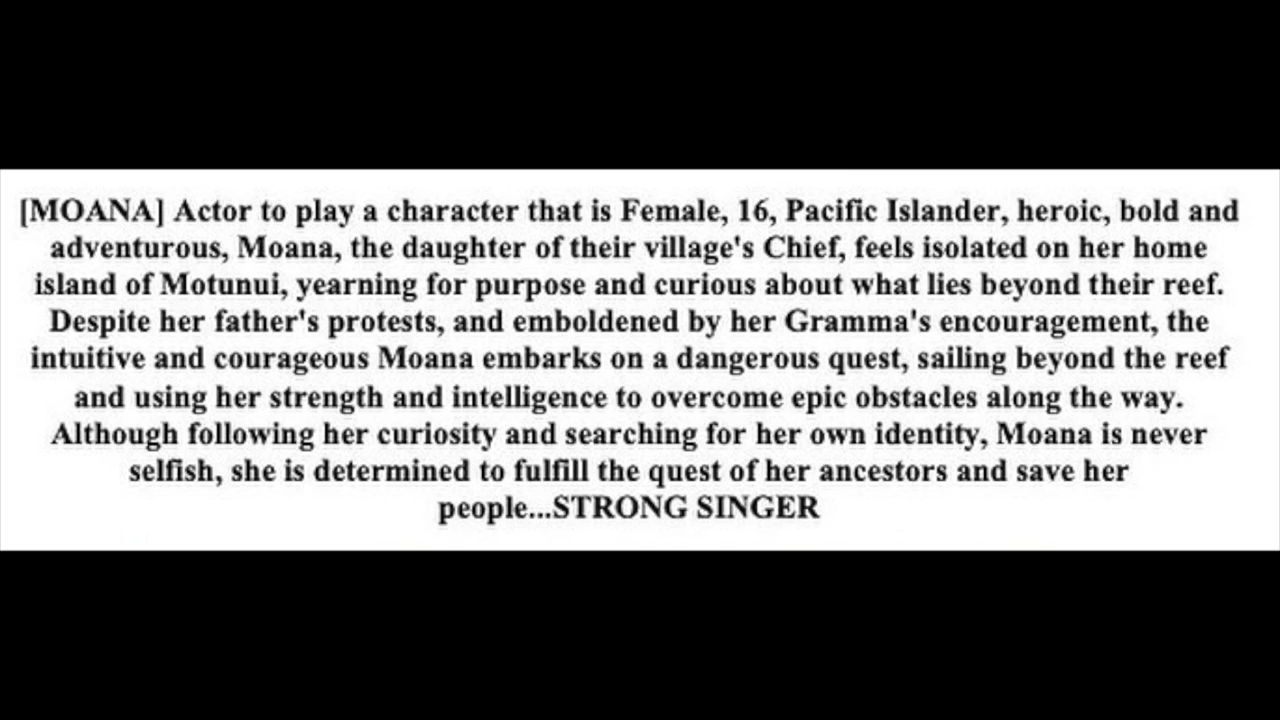 [MOANA] Actor to play a character that is Female, 16, Pacific Islander, heroic, bold and
adventurous, Moana, the daughter of their village's Chief, feels isolated on her home
island of Motunui, yearning for purpose and curious about what lies beyond their reef.
Despite her father's protests, and emboldened by her Gramma's encouragement, the
intuitive and courageous Moana embarks on a dangerous quest, sailing beyond the reef
and using her strength and intelligence to overcome epic obstacles along the way.
Although following her curiosity and searching for her own identity, Moana is never
selfish, she is determined to fulfill the quest of her ancestors and save her
people...STRONG SINGER